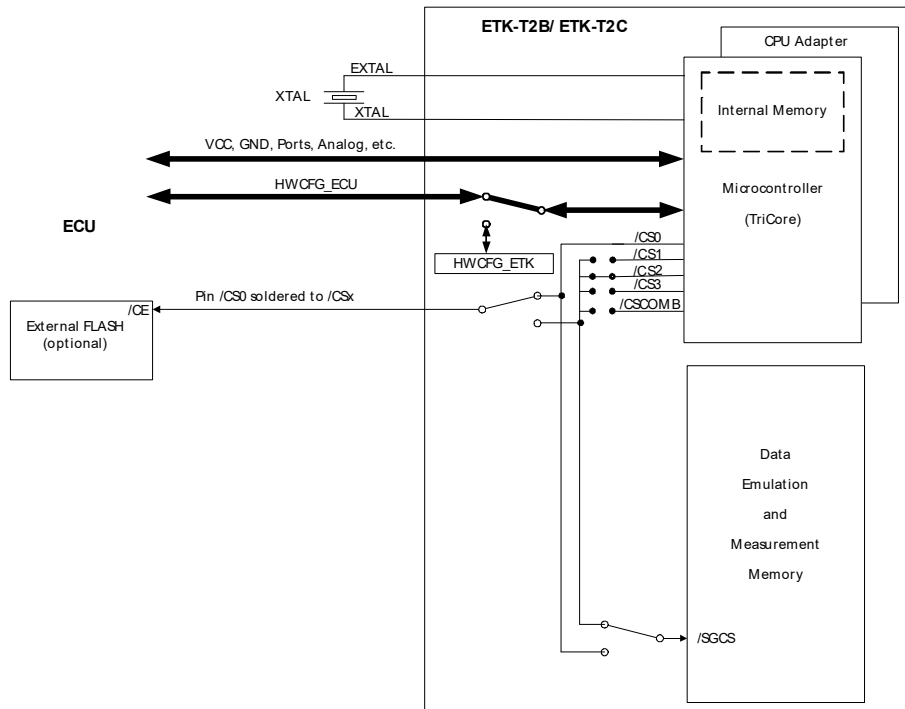 ETK-T2B/ ETK-T2C
CPU Adapter
EXTAL
XTAL
XTAL
Internal Memory
VCC, GND, Ports, Analog, etc.
HWCFG_ECU
Microcontroller
(TriCore)
ECU
HWCFG_ETK
/CS0
/CS1
/CS2
/CS3
/CSCOMB
Pin /CS0 soldered to /CSx
/CE
External FLASH
(optional)
Data
Emulation
and
Measurement
Memory
/SGCS